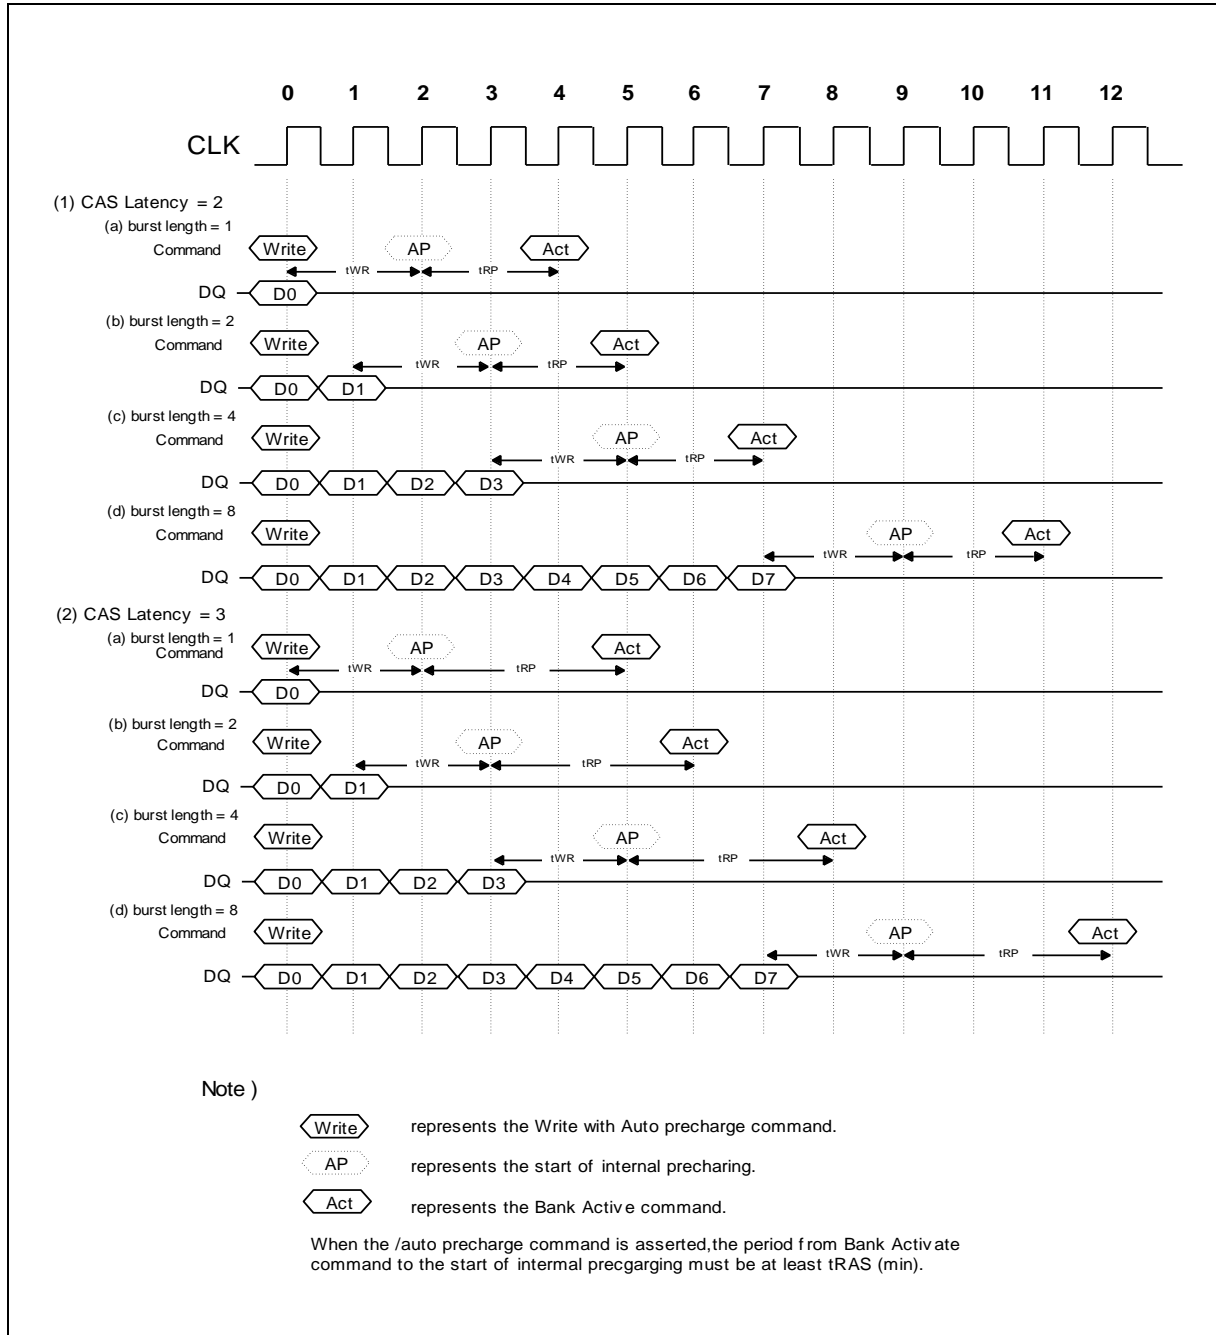 0 1 2 3 4 5 6 7 8 9 10 11 12
CLK
(1) CAS Latency = 2
(a) burst length = 1
Command Write AP Act
tWR tRP
DQ D0
(b) burst length = 2
Command Write AP Act
tWR tRP
DQ D0 D1
(c) burst length = 4
Command Write AP Act
tWR tRP
DQ D0 D1 D2 D3
(d) burst length = 8
Command Write AP Act
tWR tRP
DQ D0 D1 D2 D3 D4 D5 D6 D7
(2) CAS Latency = 3
(a) burst length = 1
Command Write AP Act
tWR tRP
DQ D0
(b) burst length = 2
Command Write AP Act
tWR tRP
DQ D0 D1
(c) burst length = 4
Command Write AP Act
tWR tRP
DQ D0 D1 D2 D3
(d) burst length = 8
Command Write AP Act
tWR tRP
DQ D0 D1 D2 D3 D4 D5 D6 D7
Note )
Write represents the Write with Auto precharge command.
AP represents the start of internal precharing.
Act represents the Bank Active command.
When the /auto precharge command is asserted,the period from Bank Activate
command to the start of intermal precgarging must be at least tRAS (min).